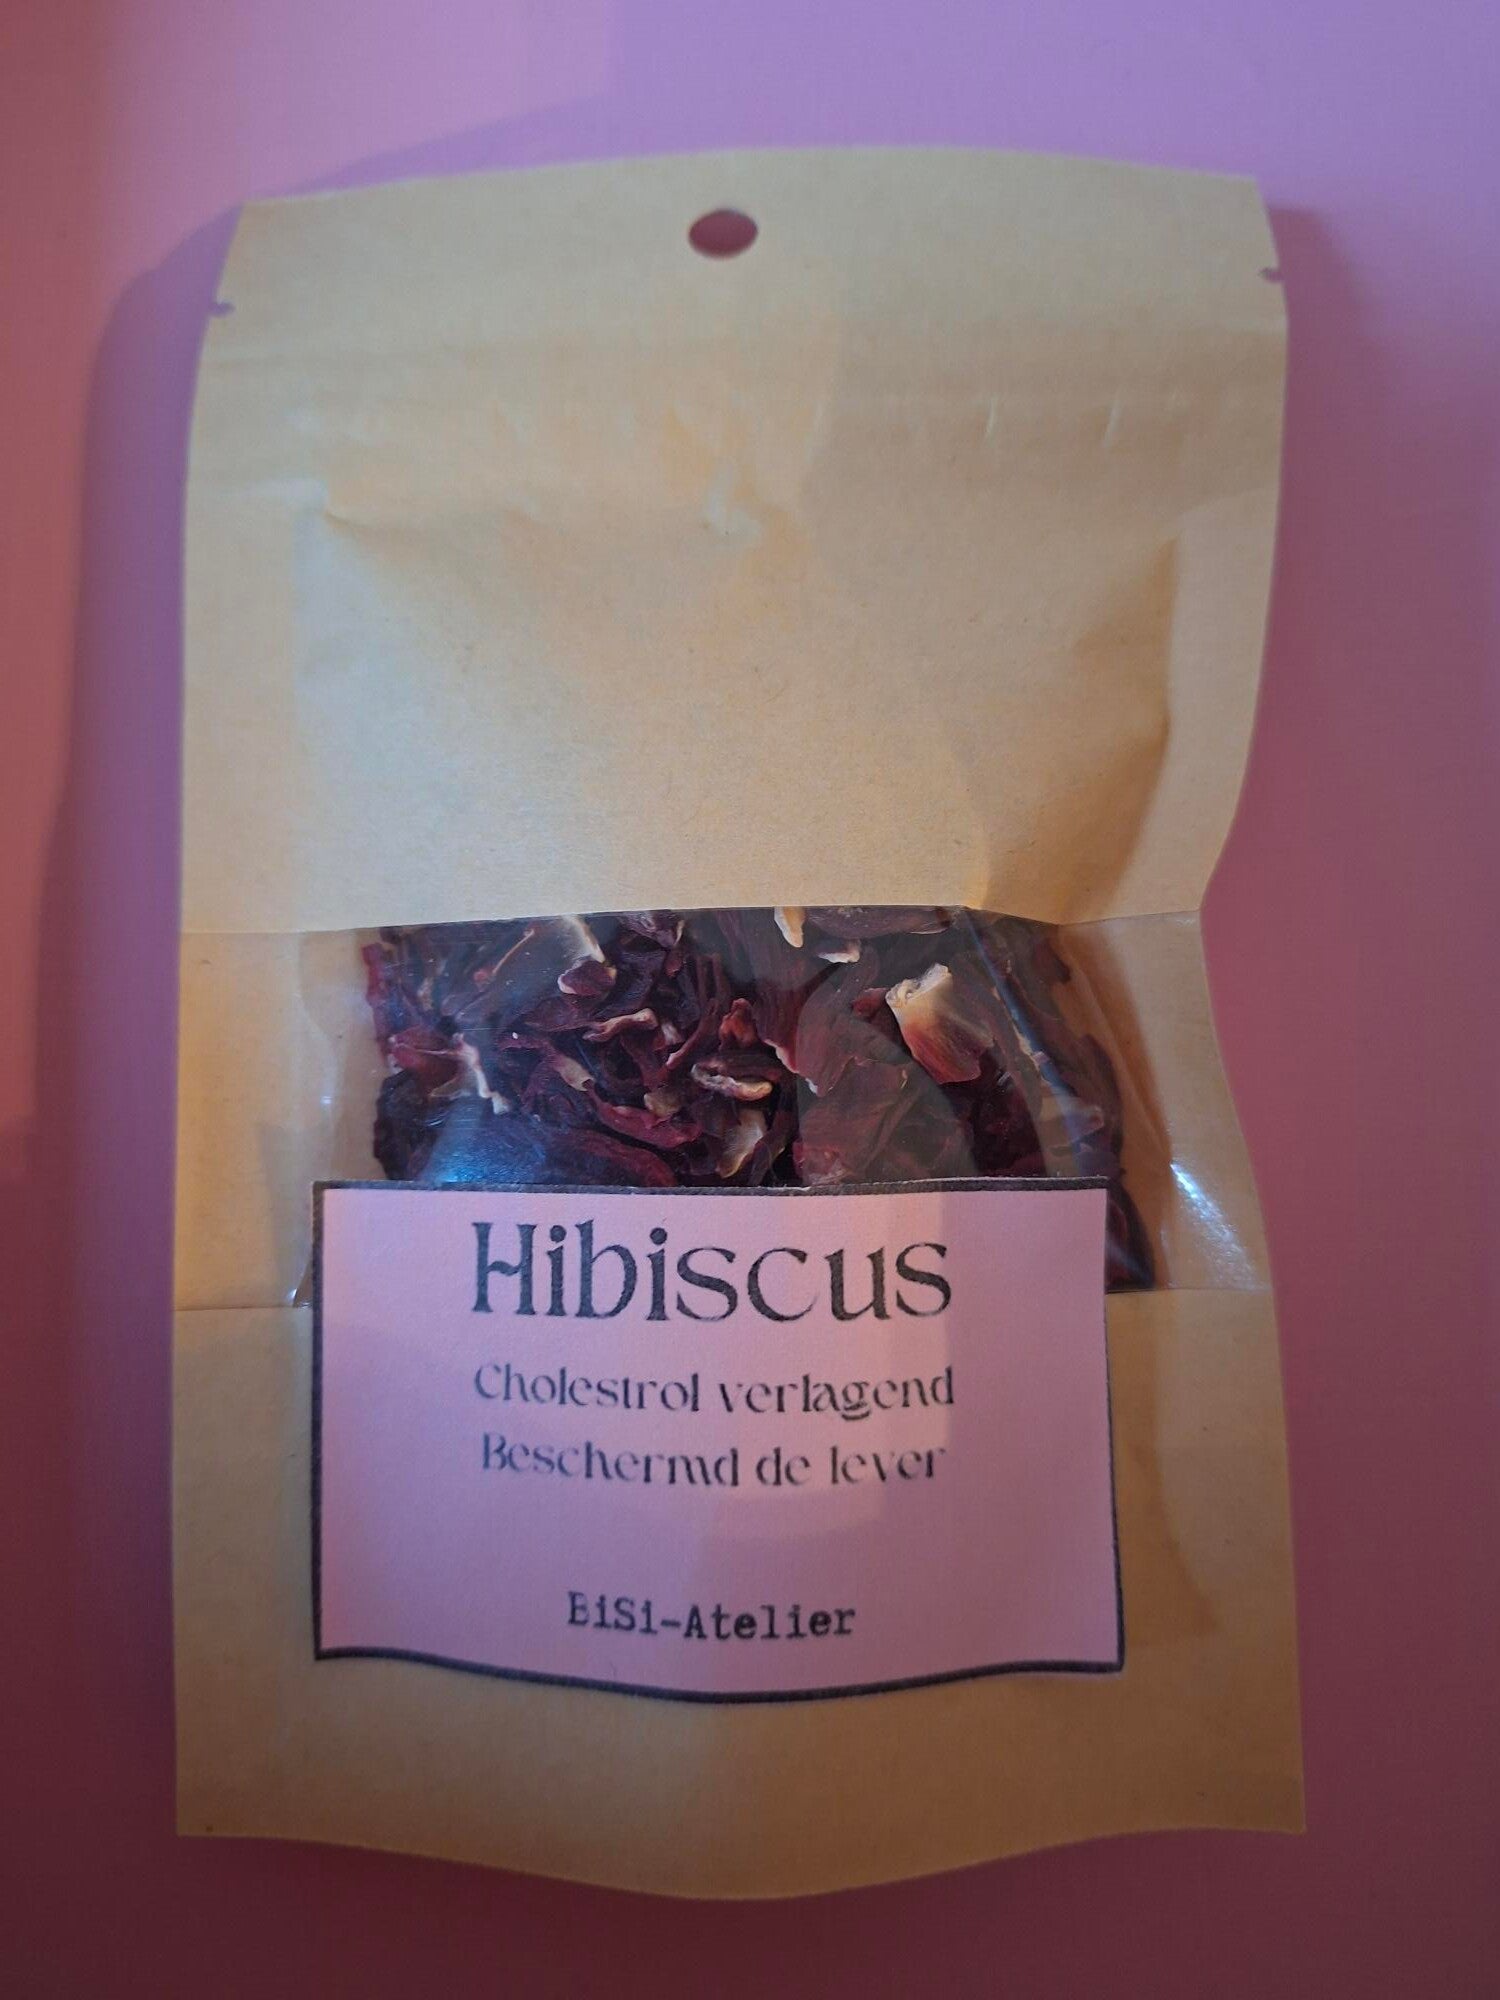 Hibiscus
Cholestrol verlagend
Beschermd de lever
BiSi-Atelier